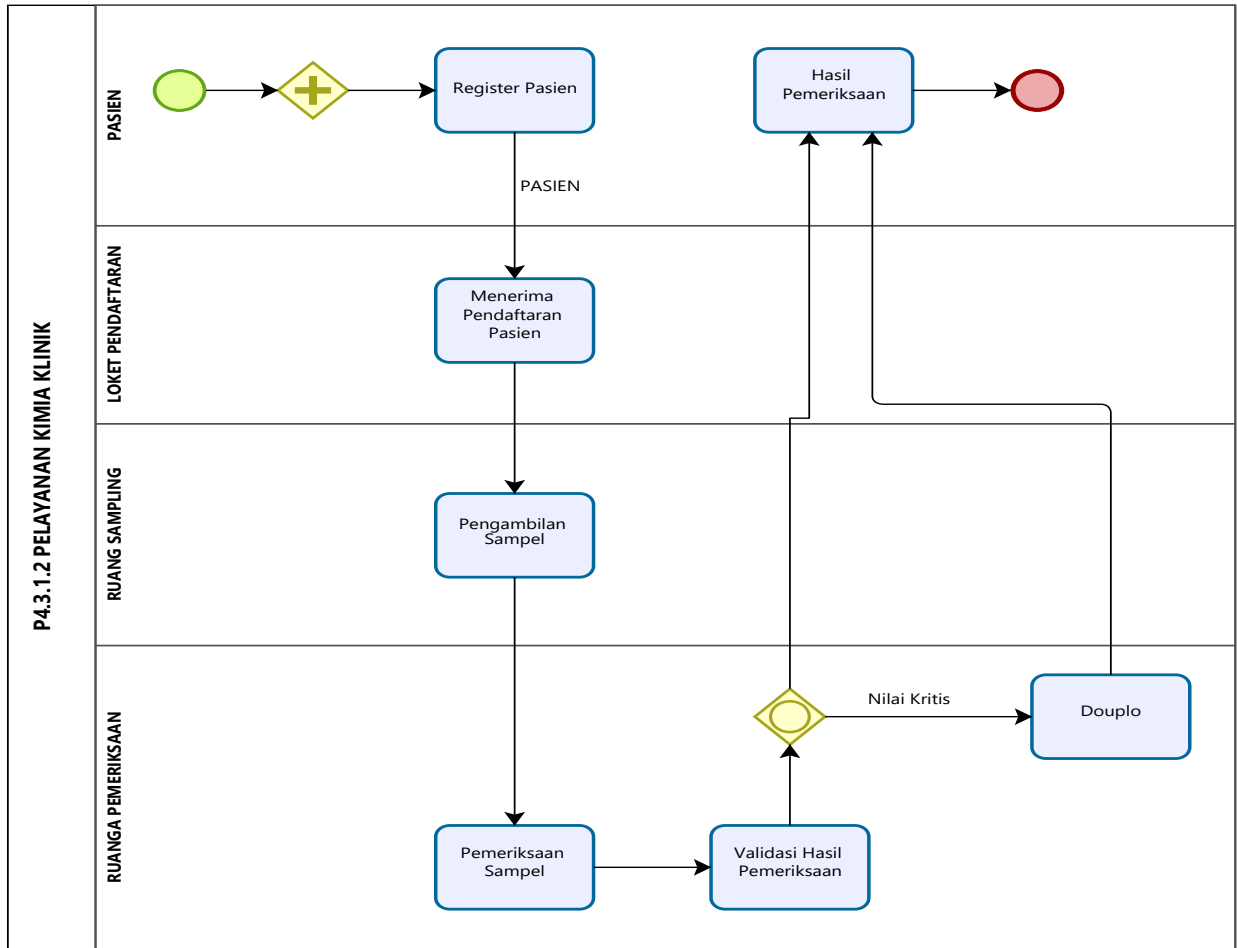 P4.3.1.2 PELAYANAN KIMIA KLINIK
PASIEN
Register Pasien
Hasil
Pemeriksaan
PASIEN
LOKET PENDAFTARAN
Menerima
Pendaftaran
Pasien
RUANG SAMPLING
Pengambilan
Sampel
RUANGA PEMERIKSAAN
Nilai Kritis
Douplo
Pemeriksaan
Sampel
Validasi Hasil
Pemeriksaan